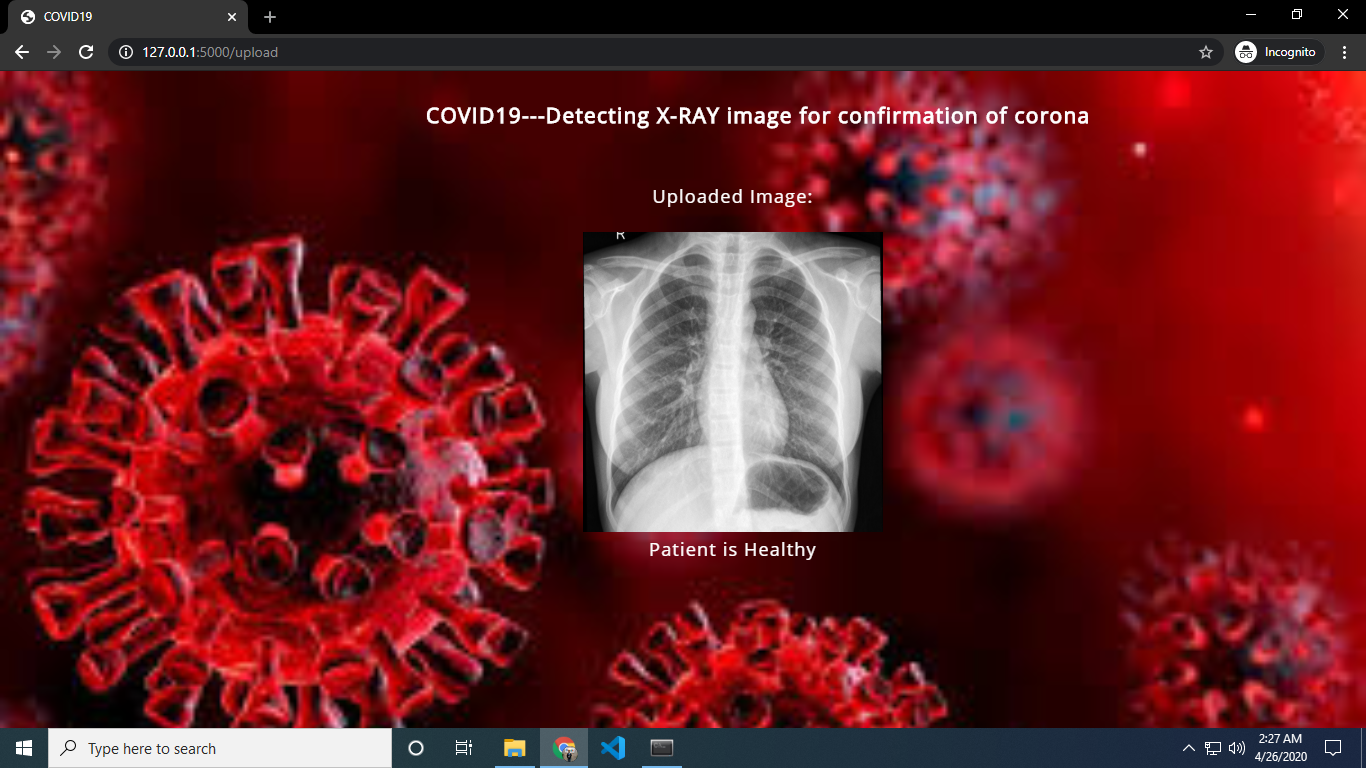 COVID19
127.0.0.1:5000/upload
Incognito
COVID19---Detecting X-RAY image for confirmation of corona
Uploaded Image:
R
Patient is Healthy
Type here to search
2:27 AM
4/26/2020